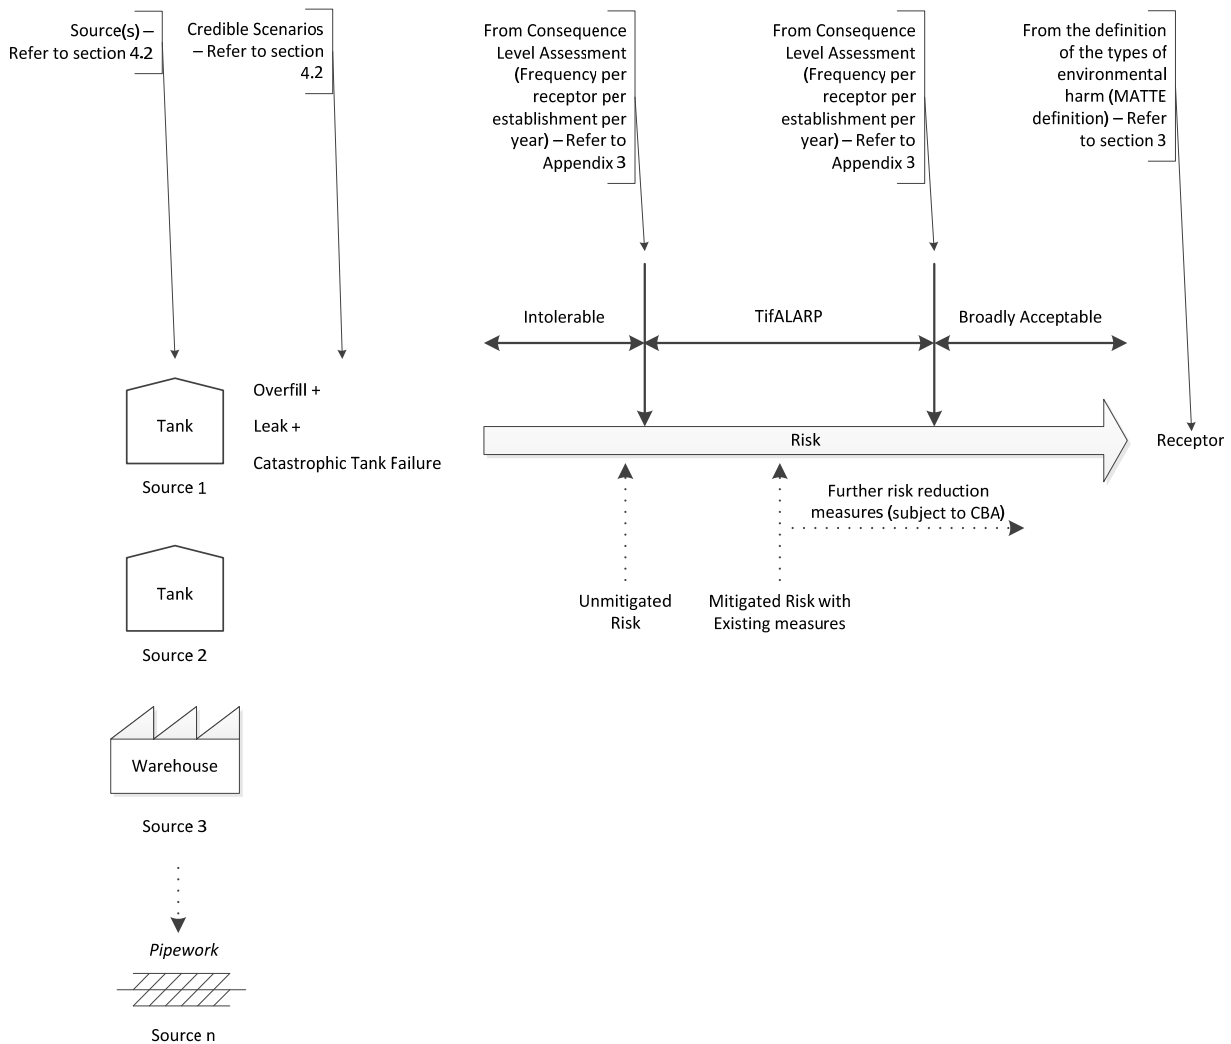 Source(s) –
Refer to section 4.2
Credible Scenarios
– Refer to section
4.2
From Consequence
Level Assessment
(Frequency per
receptor per
establishment per
year) – Refer to
Appendix 3
From Consequence
Level Assessment
(Frequency per
receptor per
establishment per
year) – Refer to
Appendix 3
From the definition
of the types of
environmental
harm (MATTE
definition) – Refer
to section 3
Intolerable
TifALARP
Broadly Acceptable
Tank
Source 1
Overfill +
Leak +
Catastrophic Tank Failure
Risk
Receptor
Further risk reduction
measures (subject to CBA)
Unmitigated
Risk
Mitigated Risk with
Existing measures
Tank
Source 2
Warehouse
Source 3
Pipework
Source n